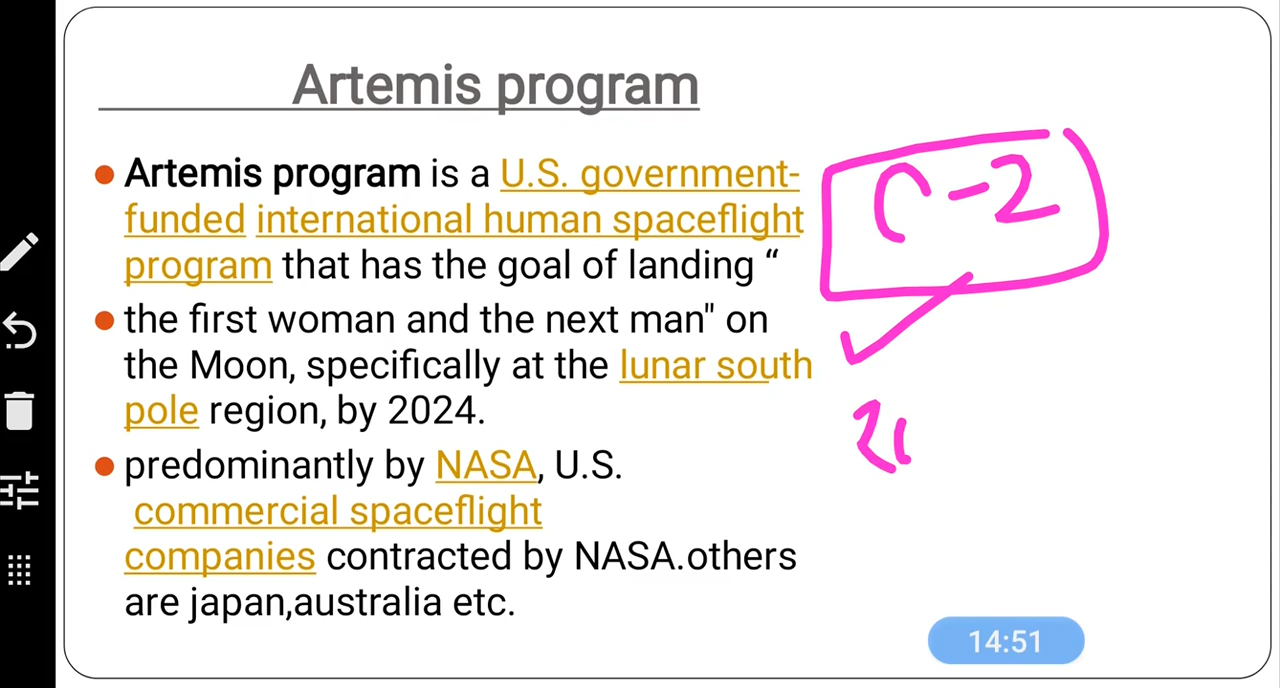 Artemis program
Artemis program is a U.S. government-
funded international human spaceflight
program that has the goal of landing “
the first woman and the next man" on
the Moon, specifically at the lunar south
pole region, by 2024.
predominantly by NASA, U.S.
commercial spaceflight
companies contracted by NASA.others
are japan,australia etc.
C-2
14:51